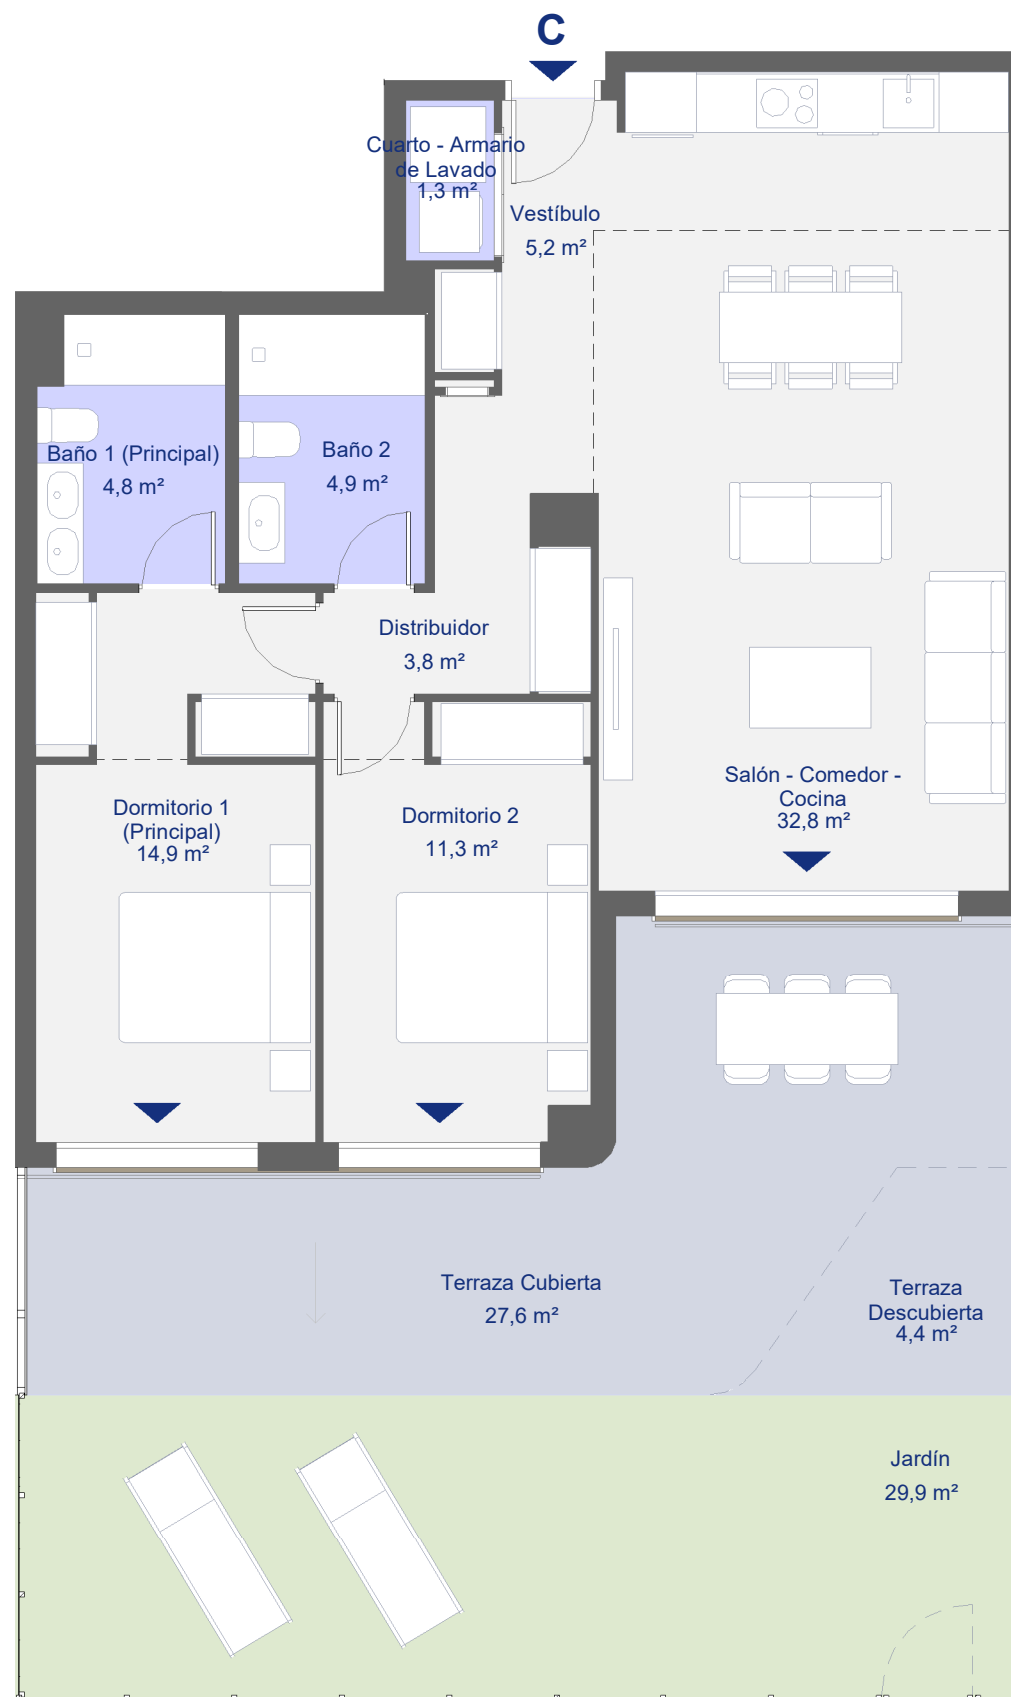 C
Cuarto - Armario
de Lavado
1,3 m²
Vestíbulo
5,2 m²
Baño 1 (Principal)
4,8 m²
Baño 2
4,9 m²
Distribuidor
3,8 m²
Salón - Comedor -
Cocina
32,8 m²
Dormitorio 1
(Principal)
14,9 m²
Dormitorio 2
11,3 m²
Terraza Cubierta
27,6 m²
Terraza
Descubierta
4,4 m²
Jardín
29,9 m²